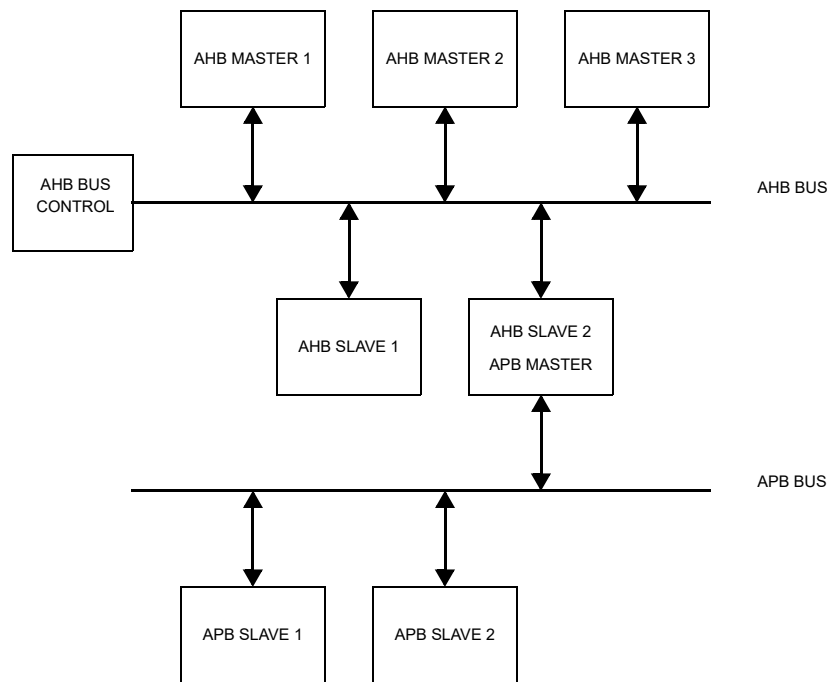 AHB MASTER 1
AHB MASTER 2
AHB MASTER 3
AHB BUS
CONTROL
AHB BUS
AHB SLAVE 1
AHB SLAVE 2
APB MASTER
APB BUS
APB SLAVE 1
APB SLAVE 2